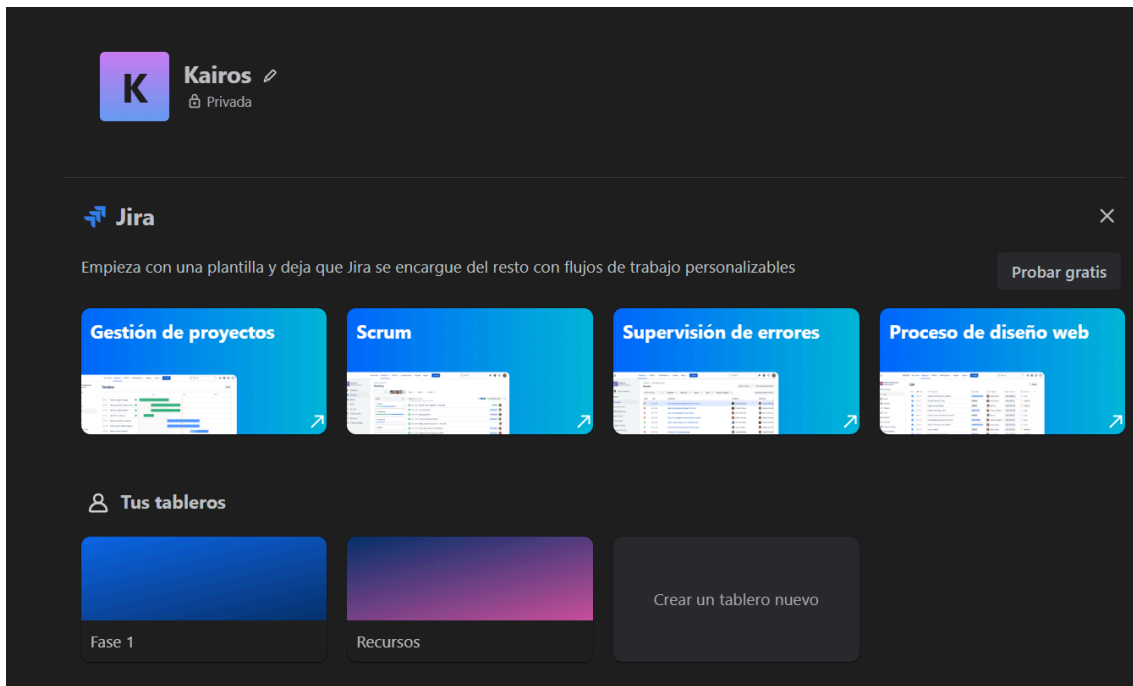 K
Kairos
Privada
Jira
Empieza con una plantilla y deja que Jira se encargue del resto con flujos de trabajo personalizables
Probar gratis
Gestión de proyectos
Scrum
Supervisión de errores
Proceso de diseño web
Tus tableros
Fase 1
Recursos
Crear un tablero nuevo